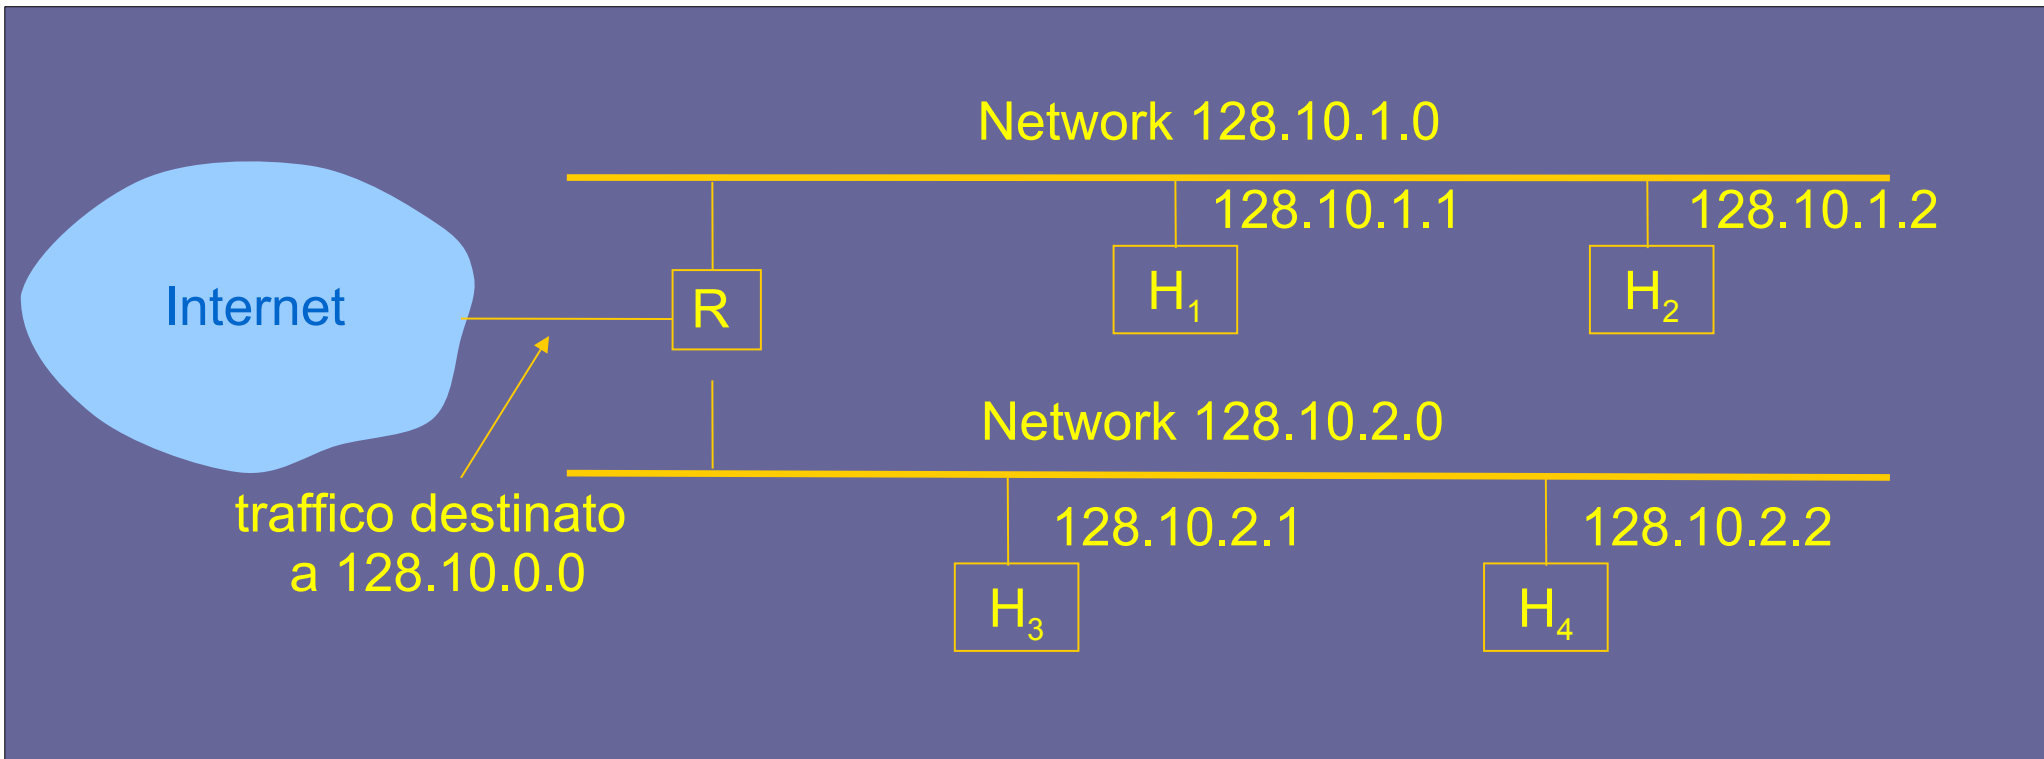 Network 128.10.1.0
128.10.1.1
128.10.1.2
Internet
R
H1
H2
Network 128.10.2.0
traffico destinato
a 128.10.0.0
128.10.2.1
128.10.2.2
H3
H4